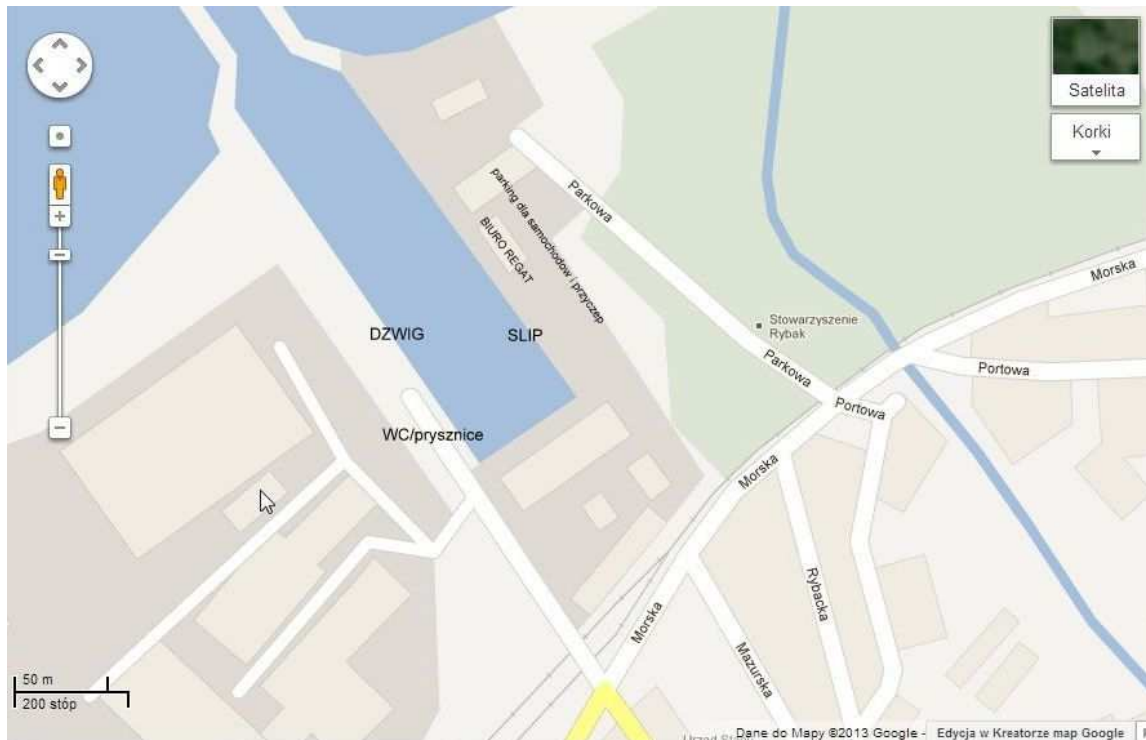 Satelita
Korki
Parkowa
parking dla samochodow i przyczep
BIURO REGAT
Morska
DZWIG
SLIP
Stowarzyszenie
Rybak
Parkowa
Portowa
Portowa
WC/prysznice
Morska
Rybacka
Morska
Mazurska
50 m
200 stóp
Dane do Mapy ©2013 Google -
Edycja w Kreatorze map Google